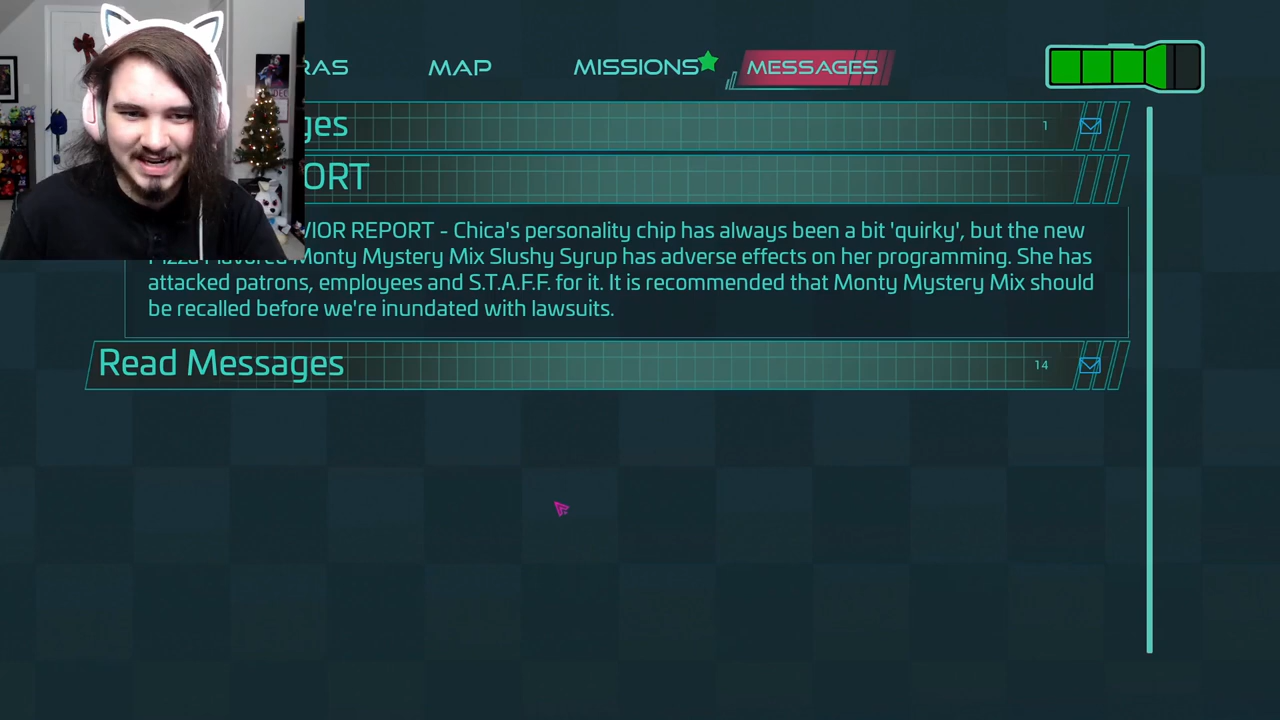 RAS MAP MISSIONS MESSAGES
ges 1
ORT
VIOR REPORT - Chica's personality chip has always been a bit 'quirky', but the new
Monty Mystery Mix Slushy Syrup has adverse effects on her programming. She has
attacked patrons, employees and S.T.A.F.F. for it. It is recommended that Monty Mystery Mix should
be recalled before we're inundated with lawsuits.
Read Messages 14